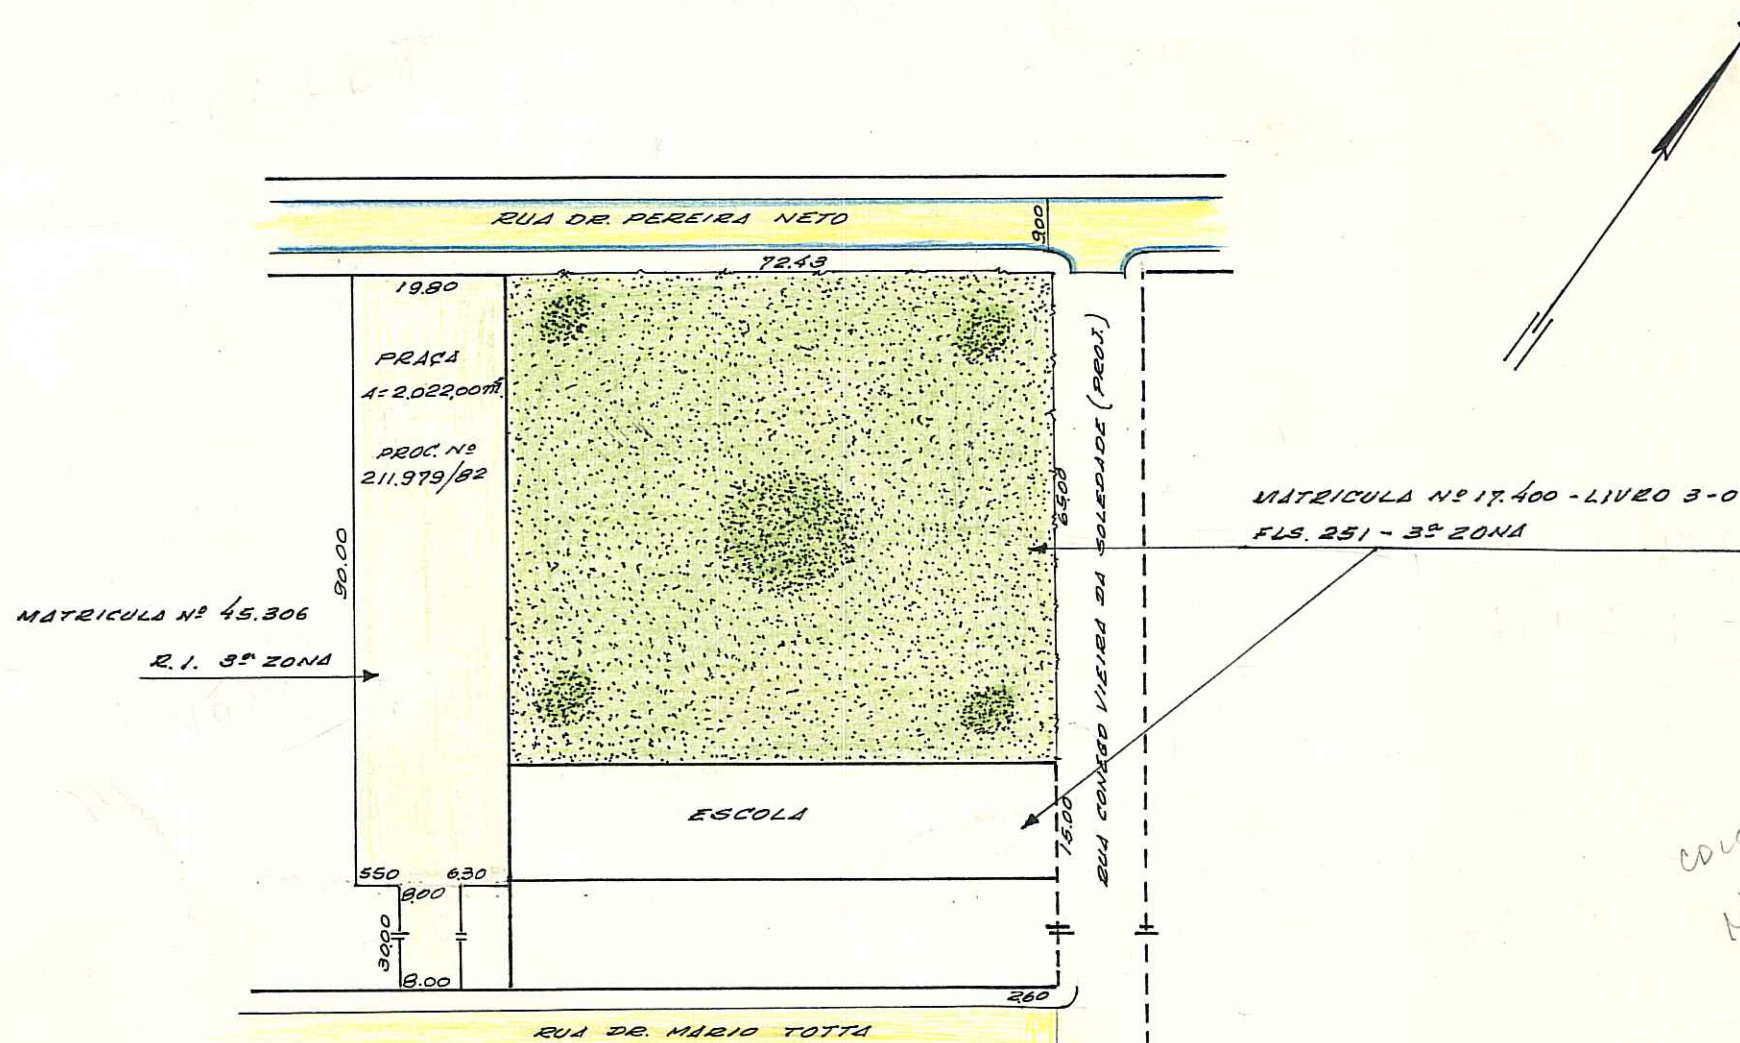 RUA DR. PEREIRA NETO
9.00
72.43
19.80
PRAÇA
A=2.022,00m²
PROC. Nº
211.979/82
90.00
65.00
RUA CONEGO VIEIRA DA SOLEDADE (PROJ.)
MATRICULA Nº 17.400 - LIVRO 3-0
FLS. 251 - 3ª ZONA
MATRICULA Nº 45.306
R.I. 3ª ZONA
ESCOLA
15.00
5.50
6.30
8.00
30.00
8.00
2.60
RUA DR. MARIO TOTTA